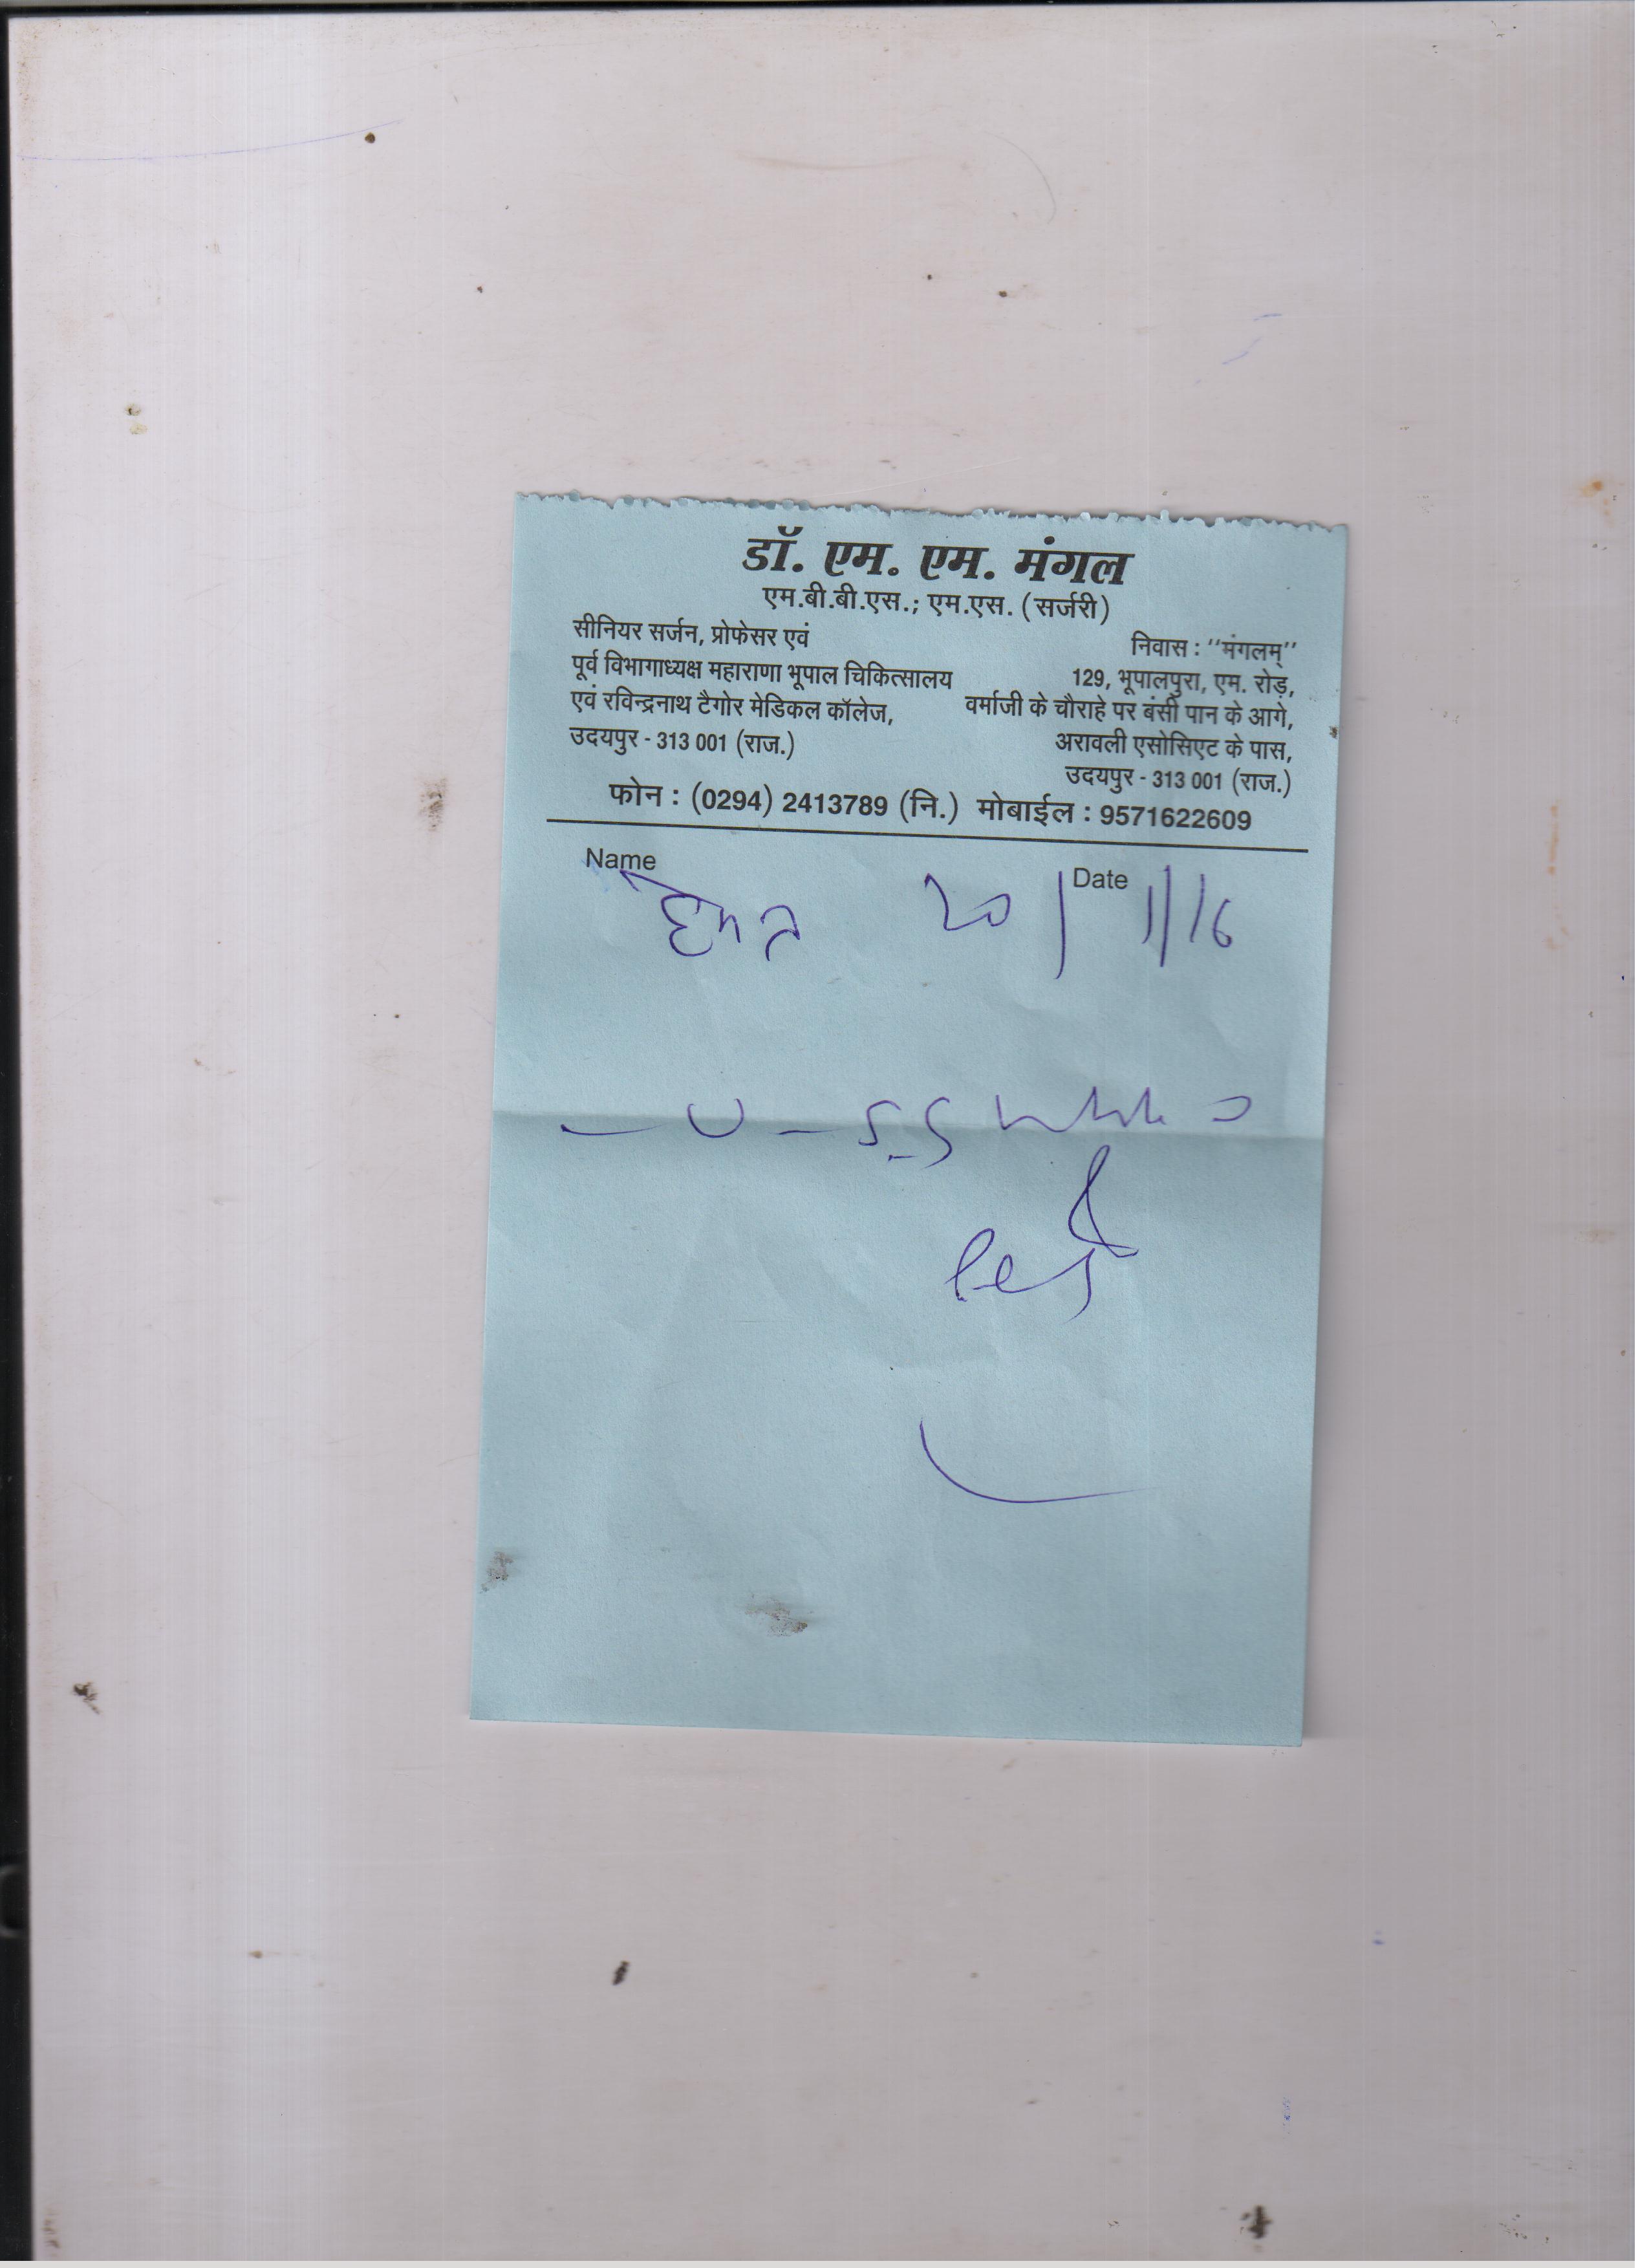 डॉ. एम. एम. मंगल
एम.बी.बी.एस.; एम.एस. (सर्जरी)
सीनियर सर्जन, प्रोफेसर एवं
पूर्व विभागाध्यक्ष महाराणा भूपाल चिकित्सालय
एवं रविन्द्रनाथ टैगोर मेडिकल कॉलेज,
उदयपुर - 313 001 (राज.)
निवास : ''मंगलम्''
129, भूपालपुरा, एम. रोड़,
वर्माजी के चौराहे पर बंसी पान के आगे,
अरावली एसोसिएट के पास,
उदयपुर - 313 001 (राज.)
फोन : (0294) 2413789 (नि.) मोबाईल : 9571622609
Name
Date
20/11/16